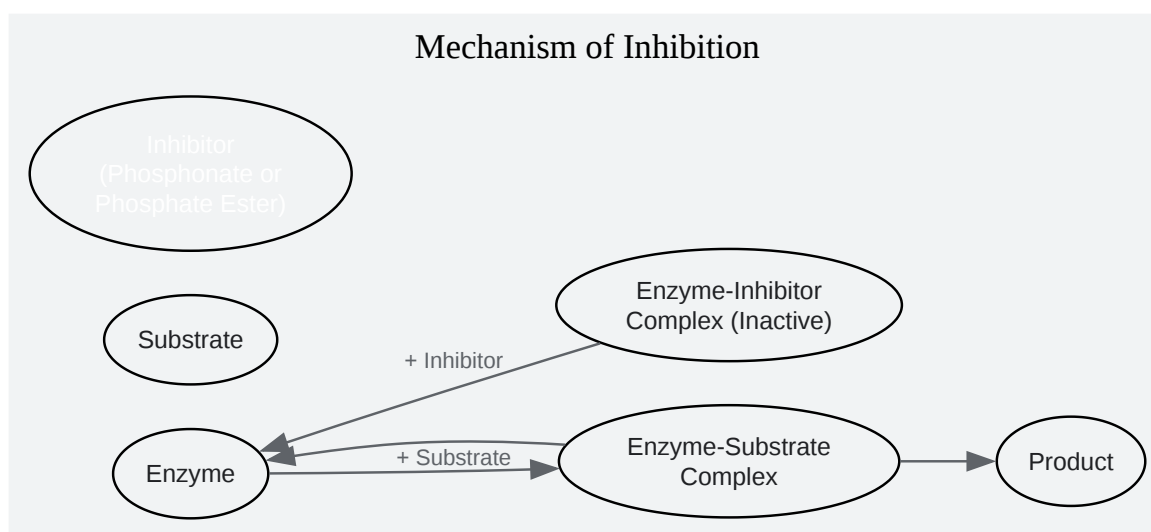 Mechanism of Inhibition
Inhibitor
(Phosphonate or
Phosphate Ester)
Enzyme-Inhibitor
Complex (Inactive)
Substrate
+ Inhibitor
Enzyme
+ Substrate
Enzyme-Substrate
Complex
Product